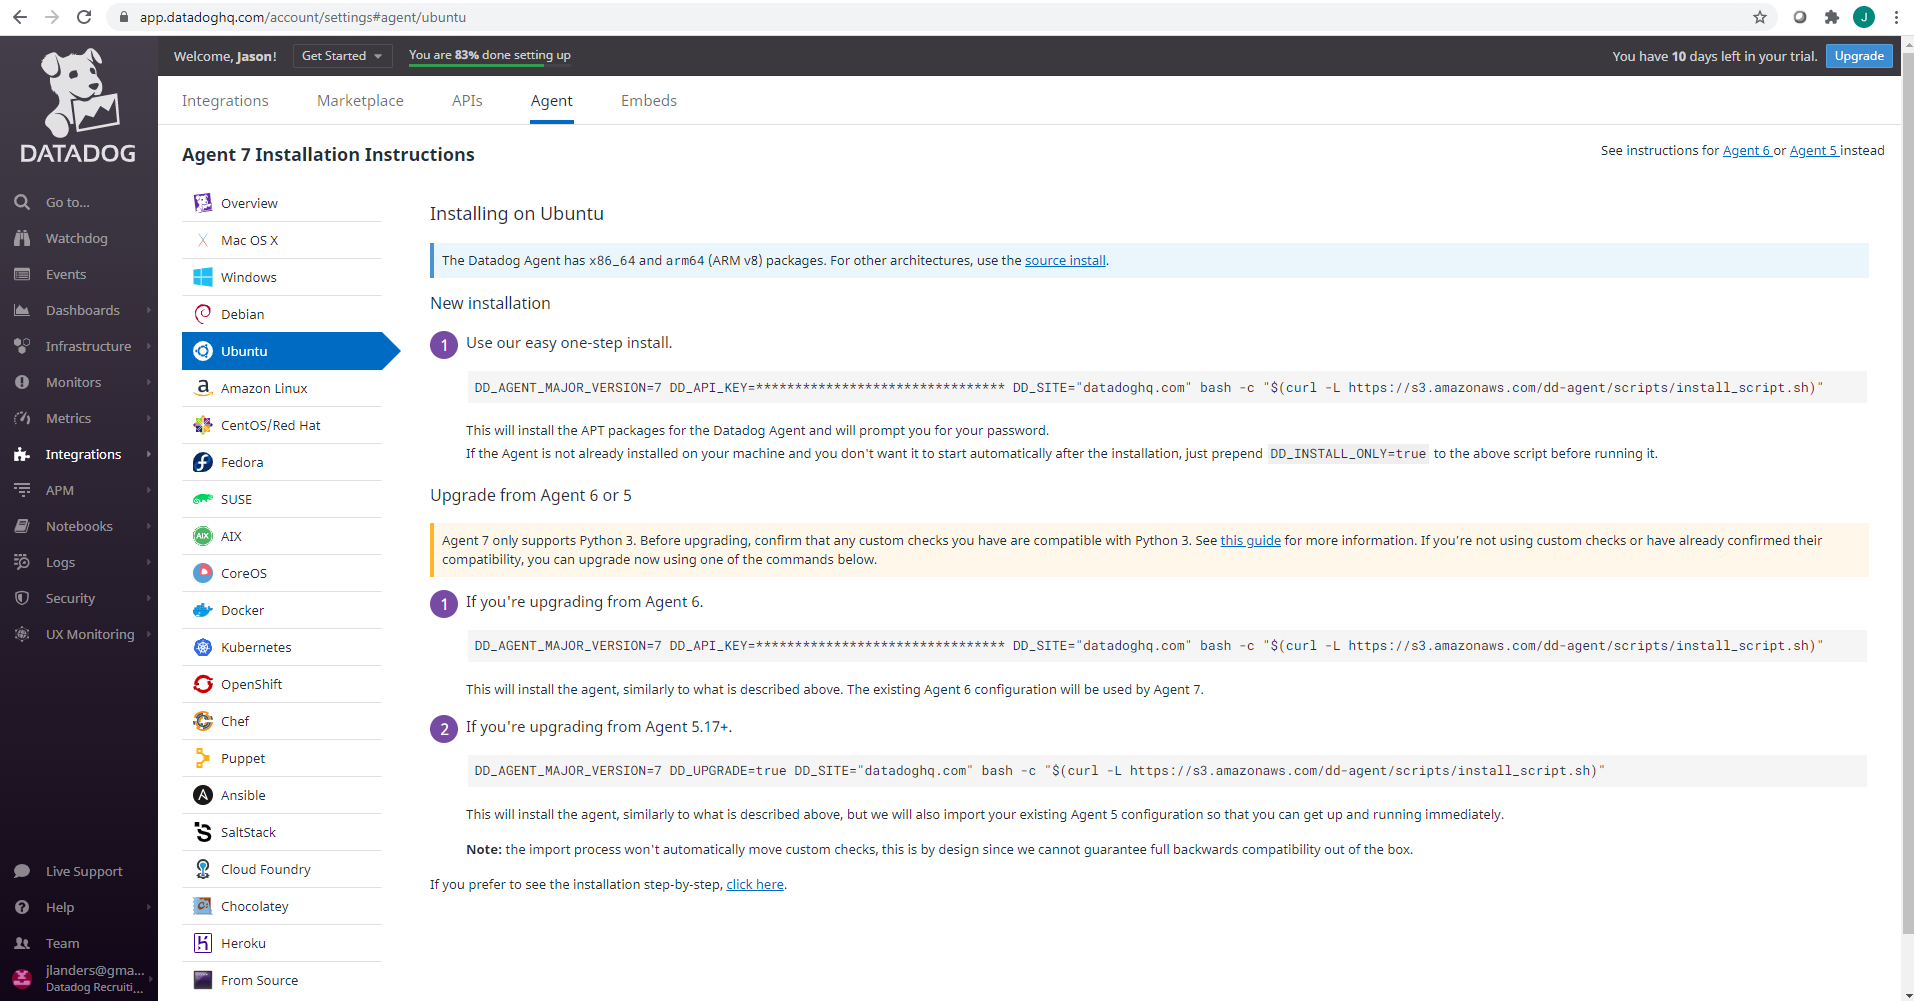 app.datadoghq.com/account/settings#agent/ubuntu
J
DATADOG
Welcome, Jason!
Get Started
You are 83% done setting up
You have 10 days left in your trial.
Upgrade
Integrations
Marketplace
APIs
Agent
Embeds
Agent 7 Installation Instructions
See instructions for Agent 6 or Agent 5 instead
Go to...
Watchdog
Events
Dashboards
Infrastructure
Monitors
Metrics
Integrations
APM
Notebooks
Logs
Security
UX Monitoring
Live Support
Help
Team
jlanders@gma...
Datadog Recruiti...
Overview
Mac OS X
Windows
Debian
Ubuntu
Amazon Linux
CentOS/Red Hat
Fedora
SUSE
AIX
AIX
CoreOS
Docker
Kubernetes
OpenShift
Chef
Puppet
Ansible
SaltStack
Cloud Foundry
Chocolatey
Heroku
From Source
Installing on Ubuntu
The Datadog Agent has x86_64 and arm64 (ARM v8) packages. For other architectures, use the source install.
New installation
1 Use our easy one-step install.
DD_AGENT_MAJOR_VERSION=7 DD_API_KEY=******************************** DD_SITE="datadoghq.com" bash -c "$(curl -L https://s3.amazonaws.com/dd-agent/scripts/install_script.sh)"
This will install the APT packages for the Datadog Agent and will prompt you for your password.
If the Agent is not already installed on your machine and you don't want it to start automatically after the installation, just prepend DD_INSTALL_ONLY=true to the above script before running it.
Upgrade from Agent 6 or 5
Agent 7 only supports Python 3. Before upgrading, confirm that any custom checks you have are compatible with Python 3. See this guide for more information. If you're not using custom checks or have already confirmed their
compatibility, you can upgrade now using one of the commands below.
1 If you're upgrading from Agent 6.
DD_AGENT_MAJOR_VERSION=7 DD_API_KEY=******************************** DD_SITE="datadoghq.com" bash -c "$(curl -L https://s3.amazonaws.com/dd-agent/scripts/install_script.sh)"
This will install the agent, similarly to what is described above. The existing Agent 6 configuration will be used by Agent 7.
2 If you're upgrading from Agent 5.17+.
DD_AGENT_MAJOR_VERSION=7 DD_UPGRADE=true DD_SITE="datadoghq.com" bash -c "$(curl -L https://s3.amazonaws.com/dd-agent/scripts/install_script.sh)"
This will install the agent, similarly to what is described above, but we will also import your existing Agent 5 configuration so that you can get up and running immediately.
Note: the import process won't automatically move custom checks, this is by design since we cannot guarantee full backwards compatibility out of the box.
If you prefer to see the installation step-by-step, click here.